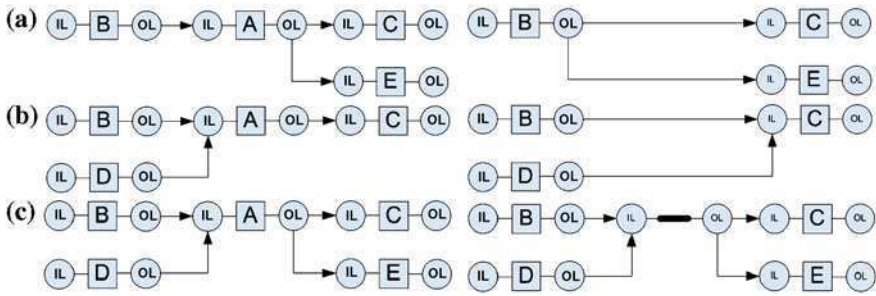 (a) IL B OL IL A OL IL C OL IL B OL IL C OL
IL E OL IL E OL
(b) IL B OL IL A OL IL C OL IL B OL IL C OL
IL D OL IL D OL
(c) IL B OL IL A OL IL C OL IL B OL IL OL IL C OL
IL D OL IL E OL IL D OL IL E OL